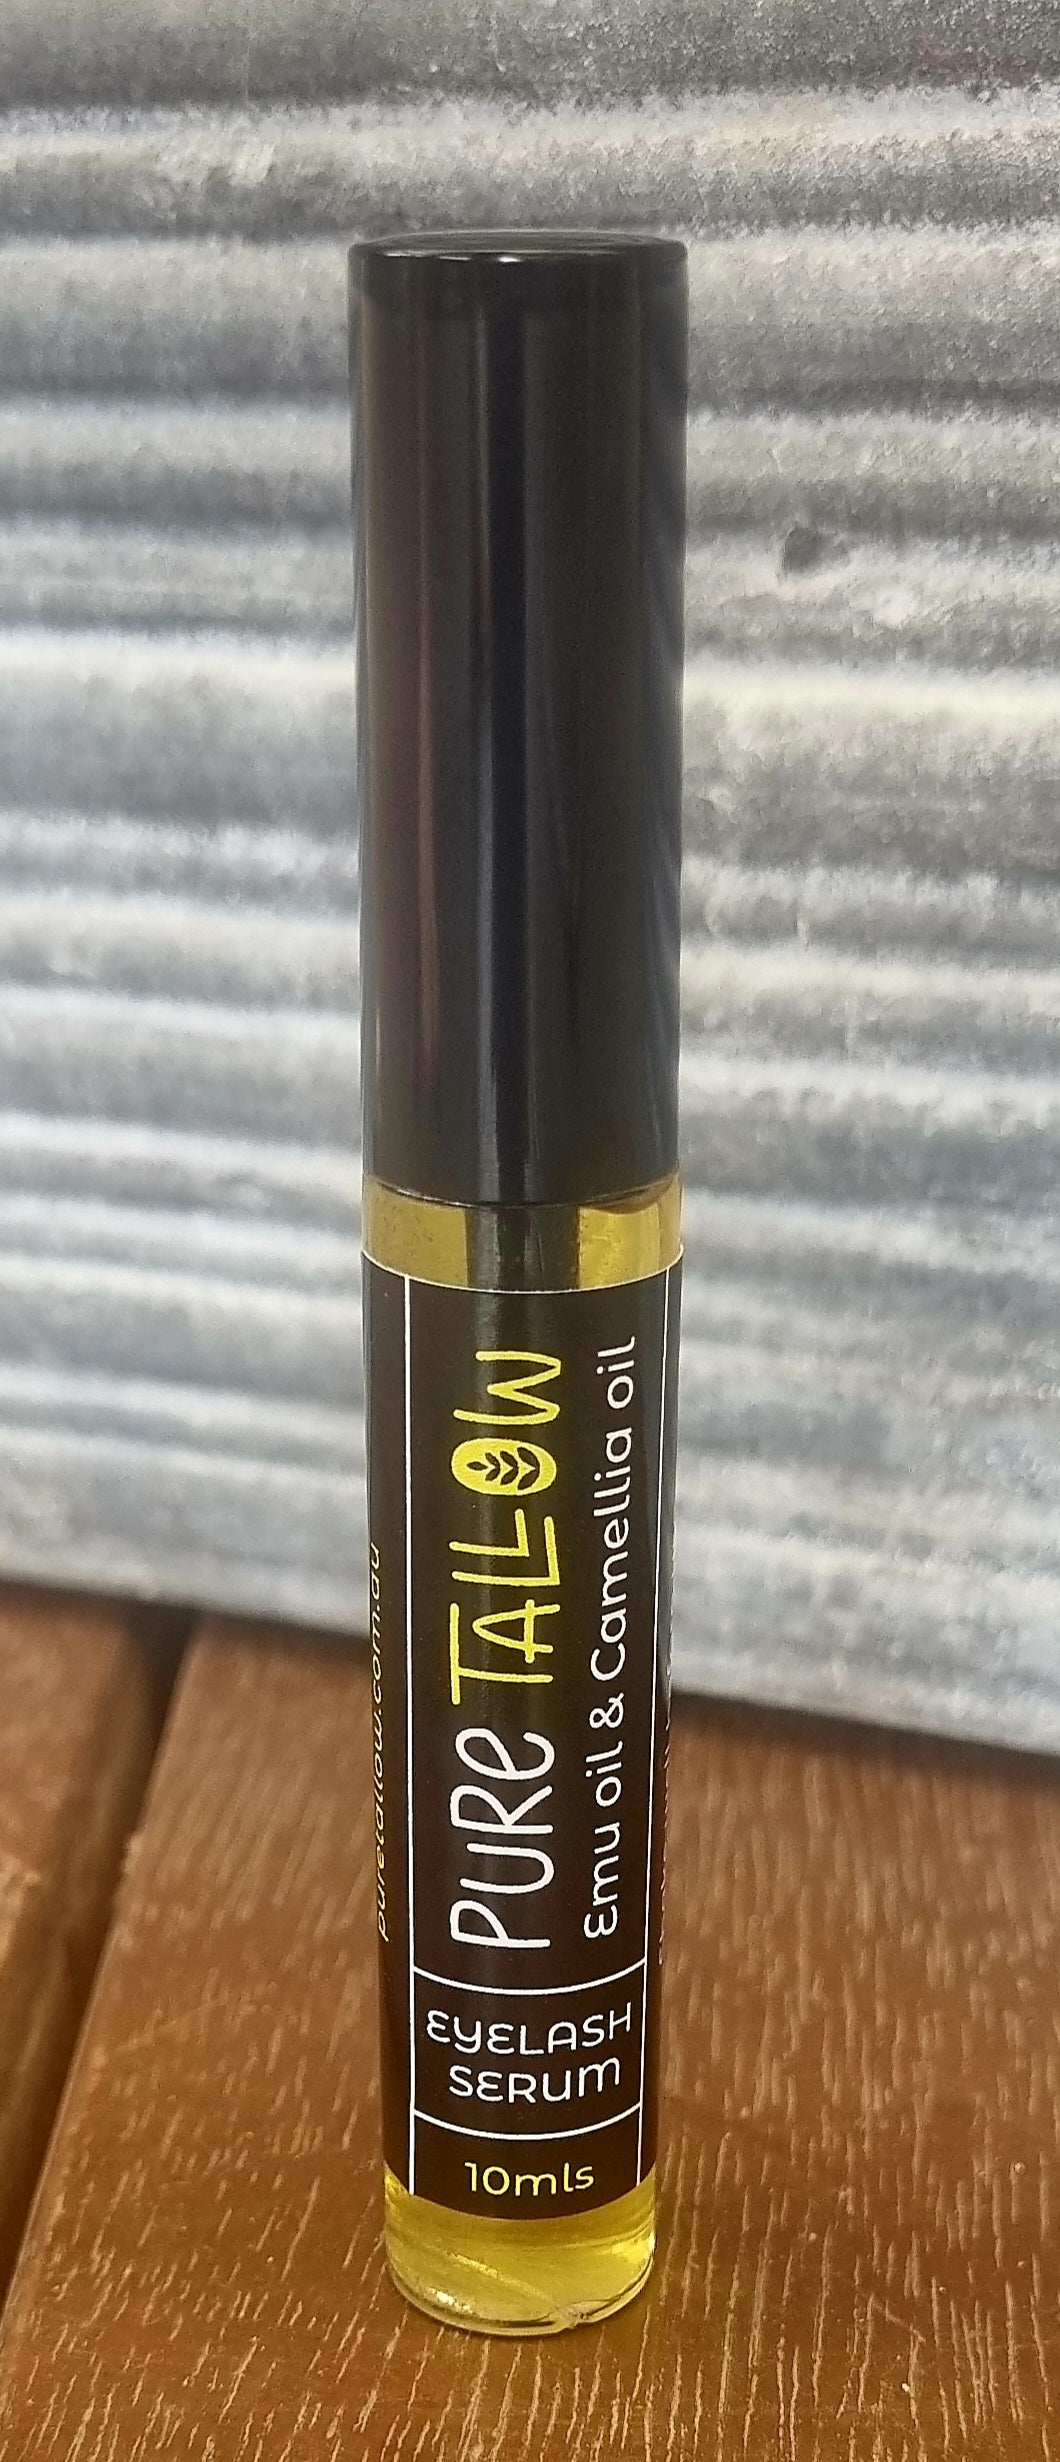 PURE TALLOW
Emu oil & Camellia oil
EYELASH
SERUM
10mls
puretallow.com.au